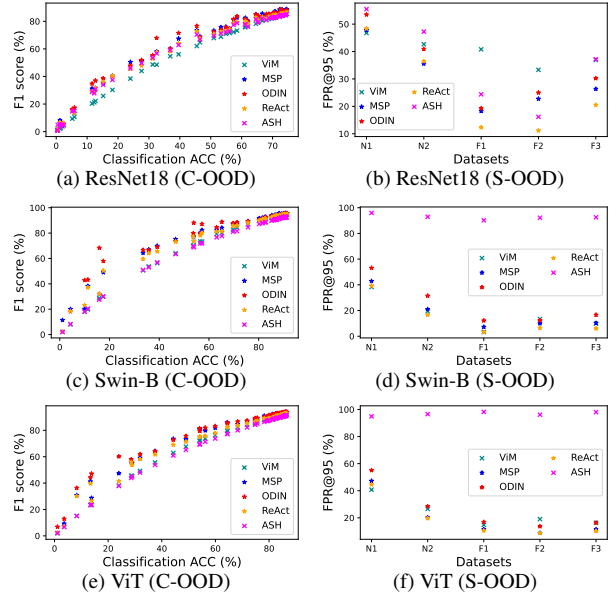 F1 score (%)
80
60
40
20
0
0 10 20 30 40 50 60 70
Classification ACC (%)
ViM
MSP
ODIN
ReAct
ASH
(a) ResNet18 (C-OOD)
FPR@95 (%)
50
40
30
20
10
N1 N2 F1 F2 F3
Datasets
ViM
MSP
ODIN
ReAct
ASH
(b) ResNet18 (S-OOD)
F1 score (%)
100
80
60
40
20
0
0 20 40 60 80
Classification ACC (%)
ViM
MSP
ODIN
ReAct
ASH
(c) Swin-B (C-OOD)
FPR@95 (%)
100
80
60
40
20
0
N1 N2 F1 F2 F3
Datasets
ViM
MSP
ODIN
ReAct
ASH
(d) Swin-B (S-OOD)
F1 score (%)
80
60
40
20
0
0 20 40 60 80
Classification ACC (%)
ViM
MSP
ODIN
ReAct
ASH
(e) ViT (C-OOD)
FPR@95 (%)
100
80
60
40
20
N1 N2 F1 F2 F3
Datasets
ViM
MSP
ODIN
ReAct
ASH
(f) ViT (S-OOD)